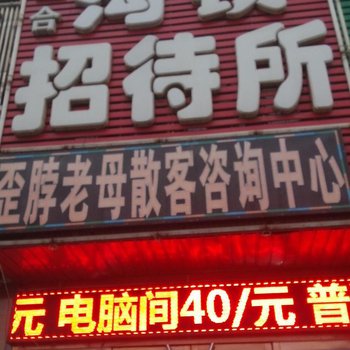 合
招待所
歪脖老母散客咨询中心
元 电脑间40/元 普